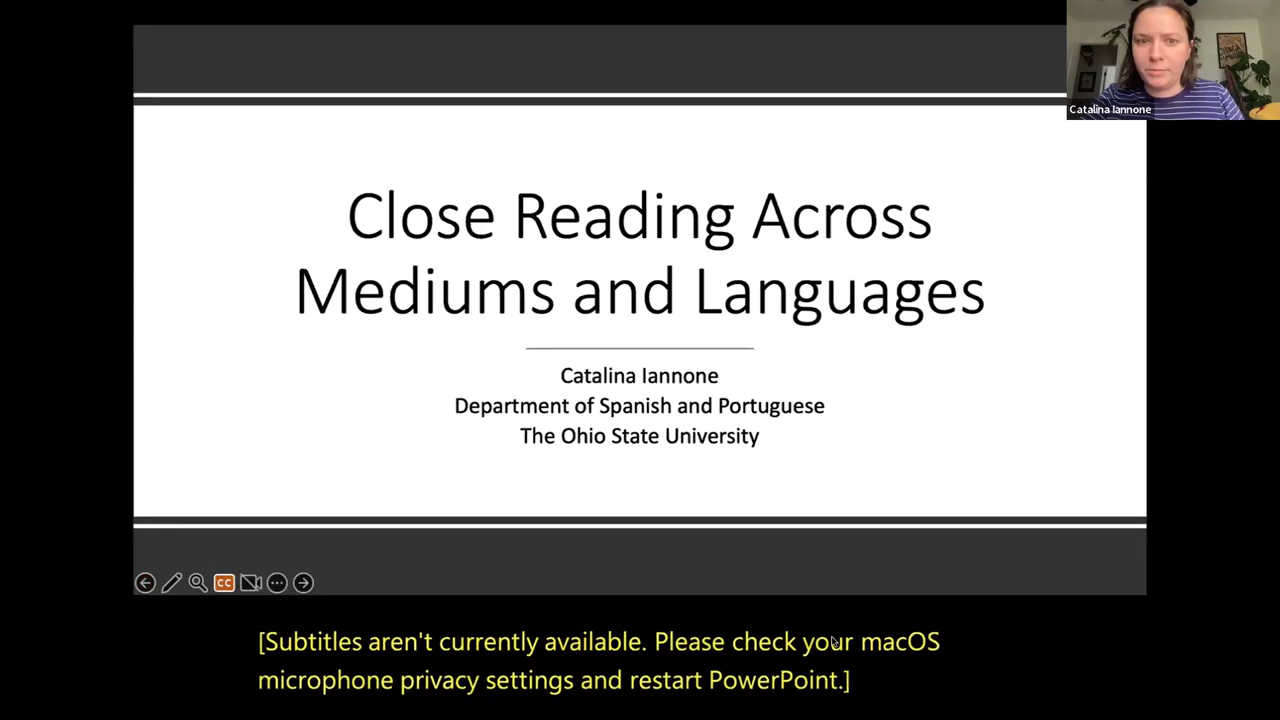 Catalina Iannone
Close Reading Across
Mediums and Languages
Catalina Iannone
Department of Spanish and Portuguese
The Ohio State University
CC
[Subtitles aren't currently available. Please check your macOS
microphone privacy settings and restart PowerPoint.]